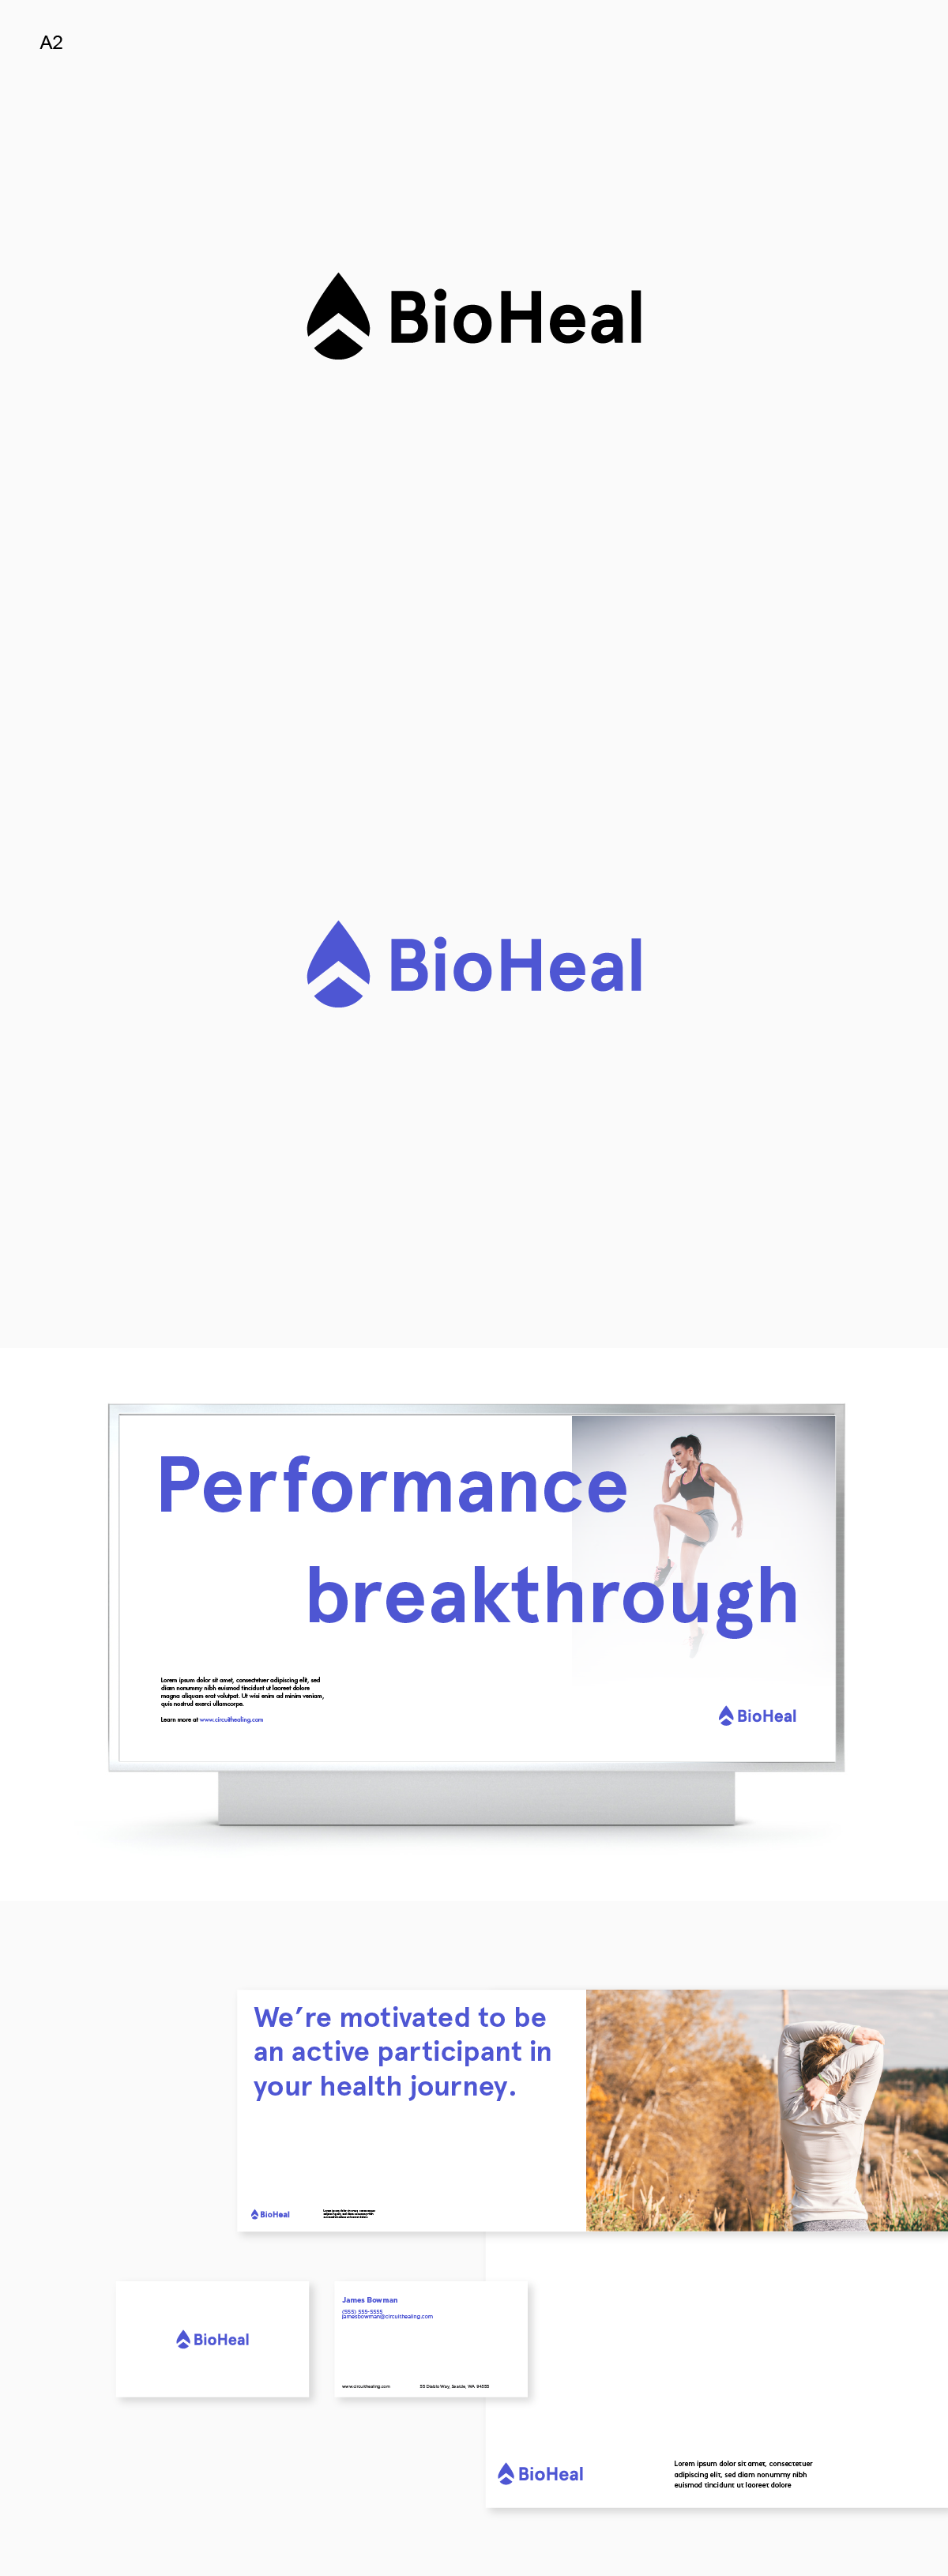 A2
BioHeal
BioHeal
Performance
breakthrough
Lorem ipsum dolor sit amet, consectetuer adipiscing elit, sed
diam nonummy nibh euismod tincidunt ut laoreet dolore
magna aliquam erat volutpat. Ut wisi enim ad minim veniam,
quis nostrud exerci ullamcorpe.
Learn more at www.circuithealing.com
BioHeal
We’re motivated to be
an active participant in
your health journey.
BioHeal
BioHeal
James Bowman
(555) 555-5555
jamesbowman@circuithealing.com
www.circuithealing.com
55 Diablo Way, Seaside, WA 94555
BioHeal
Lorem ipsum dolor sit amet, consectetuer
adipiscing elit, sed diam nonummy nibh
euismod tincidunt ut laoreet dolore